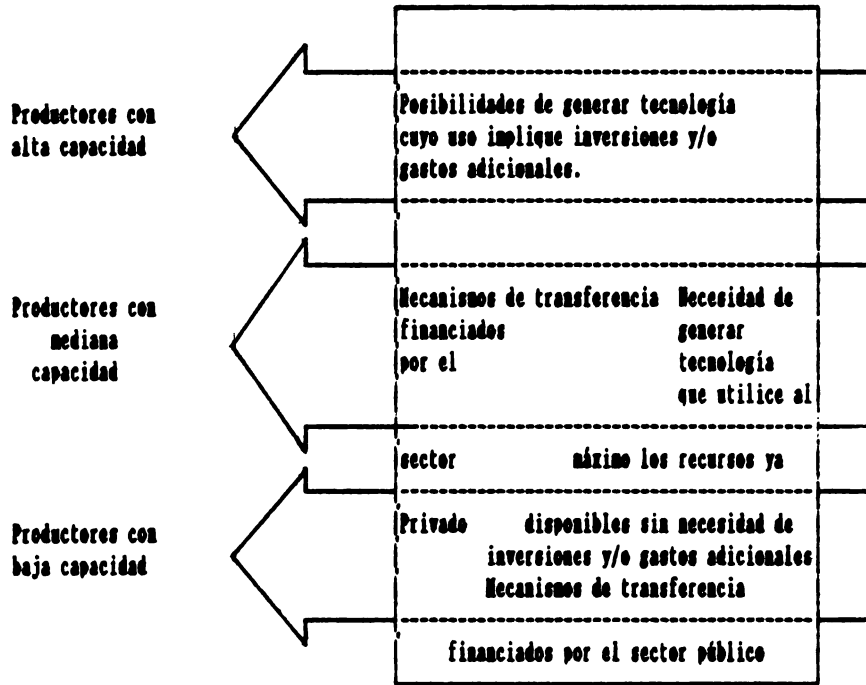 Productores con
alta capacidad
Posibilidades de generar tecnología
cuyo uso implique inversiones y/o
gastos adicionales.
Productores con
mediana
capacidad
Mecanismos de transferencia Necesidad de
financiados generar
por el tecnología
que utilice al
sector máximo los recursos ya
Productores con
baja capacidad
Privado disponibles sin necesidad de
inversiones y/o gastos adicionales
Mecanismos de transferencia
financiados por el sector público